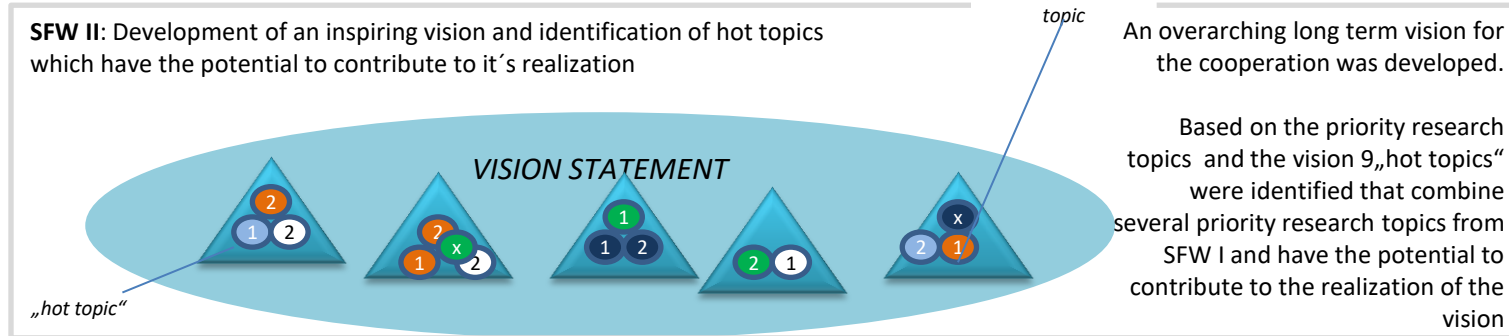 topic
SFW II: Development of an inspiring vision and identification of hot topics
which have the potential to contribute to it´s realization
An overarching long term vision for
the cooperation was developed.
Based on the priority research
topics and the vision 9„hot topics“
were identified that combine
several priority research topics from
SFW I and have the potential to
contribute to the realization of the
vision
VISION STATEMENT
2
1 2
2
x
1 2
1
1 2
2 1
x
2 1
„hot topic“